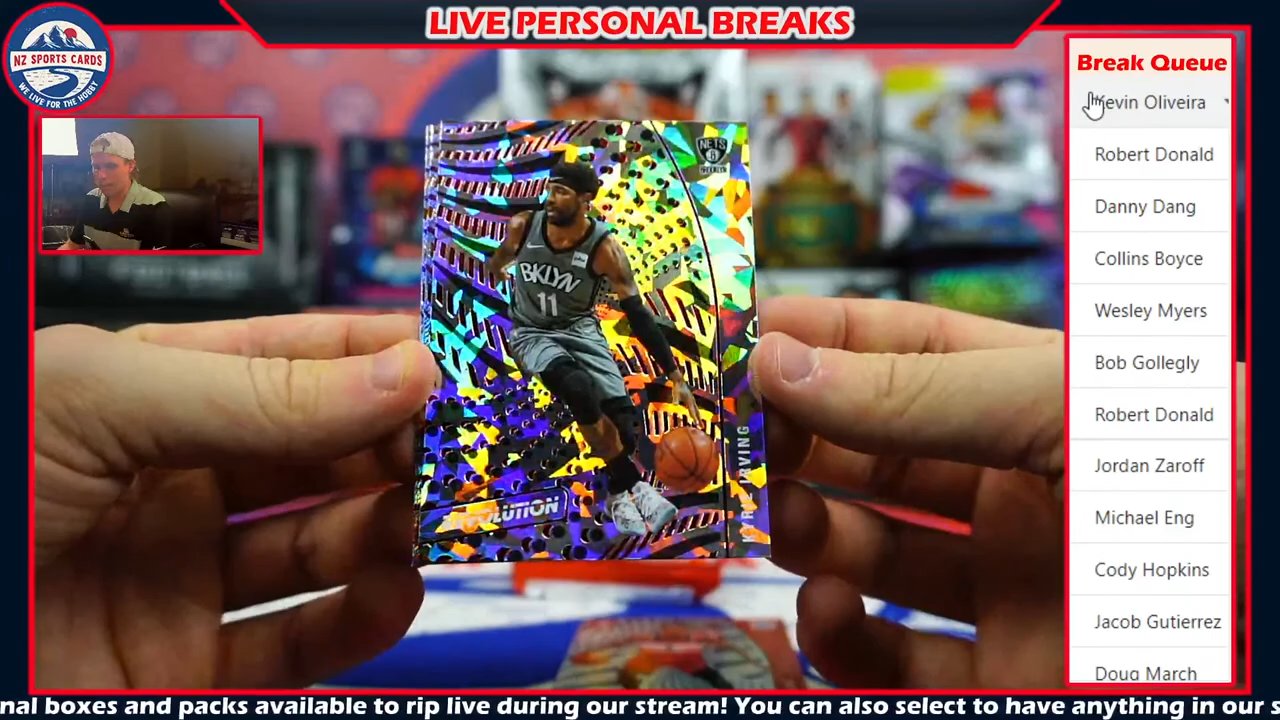 LIVE PERSONAL BREAKS
NZ SPORTS CARDS
WE LIVE FOR THE HOBBY
Break Queue
Kevin Oliveira
Robert Donald
Danny Dang
Collins Boyce
Wesley Myers
Bob Gollegly
Robert Donald
Jordan Zaroff
Michael Eng
Cody Hopkins
Jacob Gutierrez
Doug March
NETS
BKLYN
11
REVOLUTION
KYRIE IRVING
nal boxes and packs available to rip live during our stream! You can also select to have anything in our s